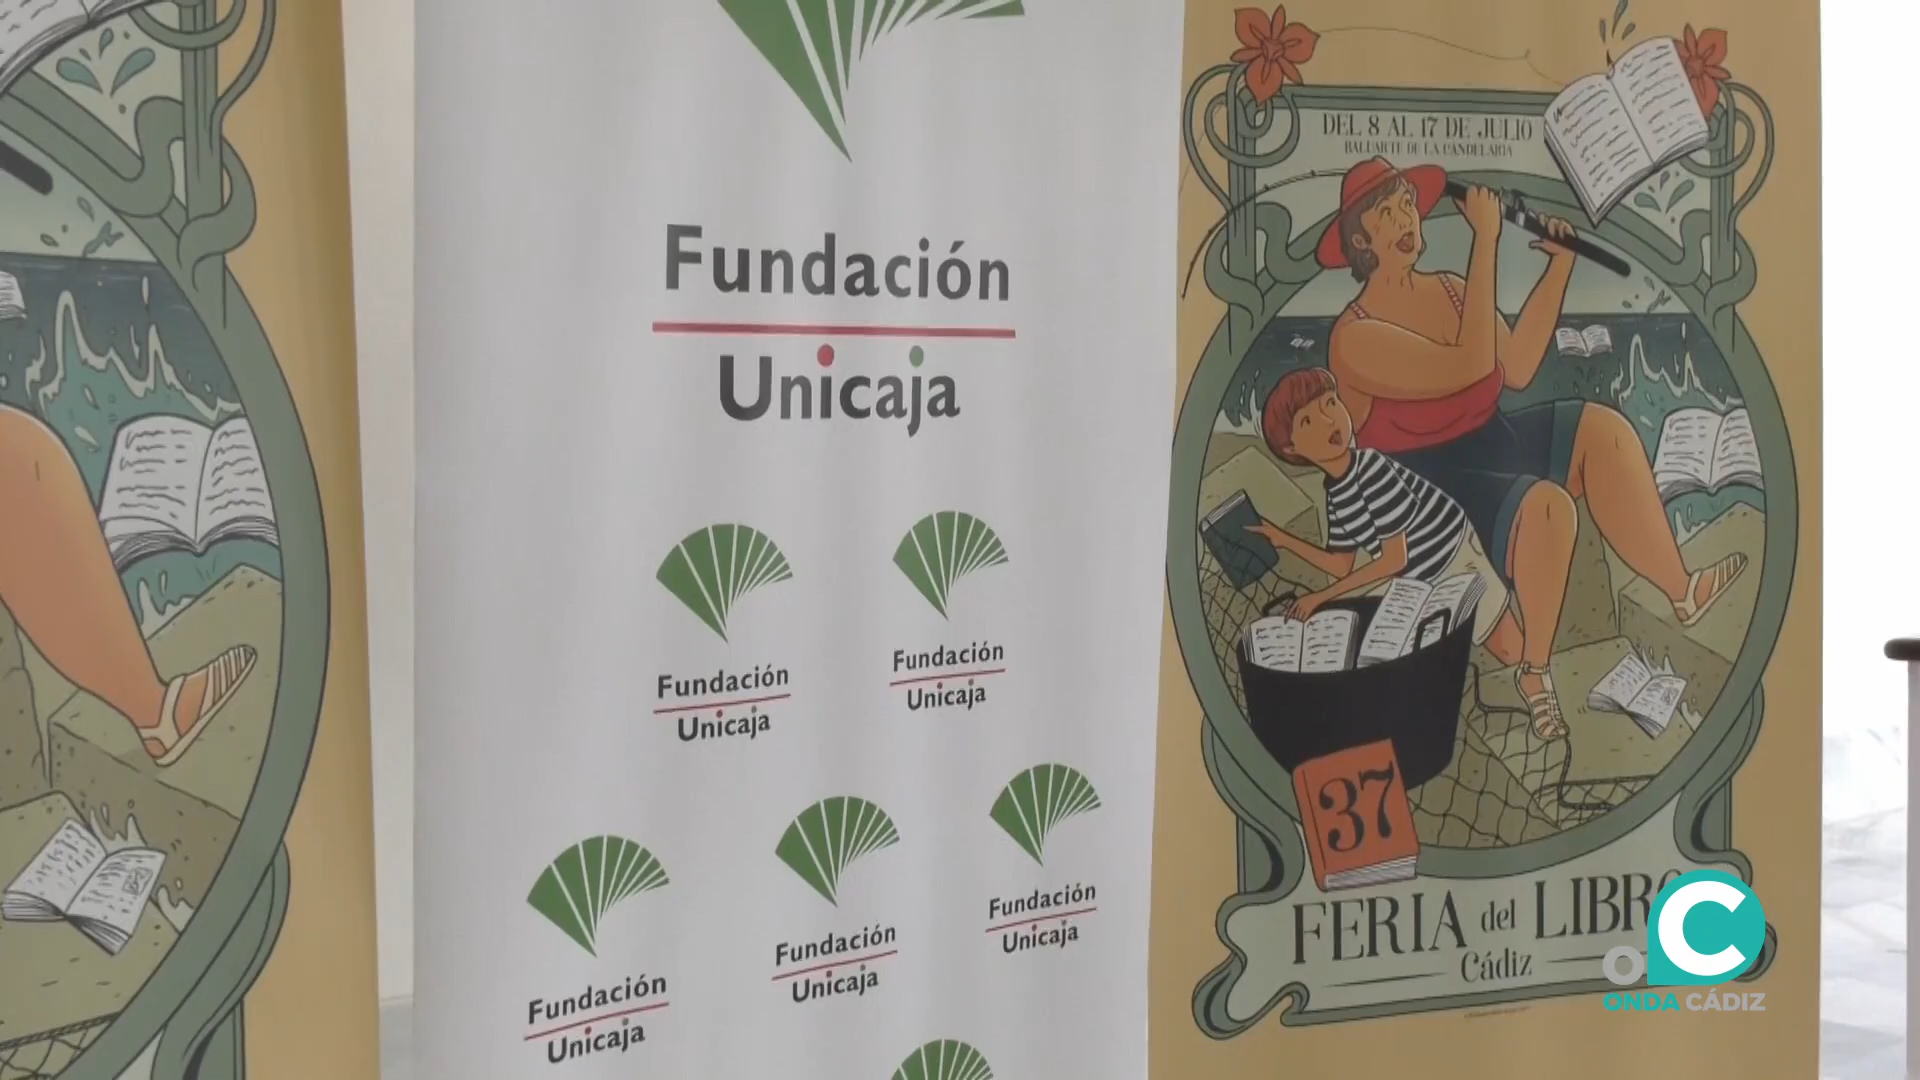 Fundación
Unicaja
Fundación
Unicaja
Fundación
Unicaja
Fundación
Unicaja
Fundación
Unicaja
Fundación
Unicaja
DEL 8 AL 17 DE JULIO
BALUARTE DE LA CANDELARIA
37
FERIA del LIBRO
Cádiz
ONDA CÁDIZ